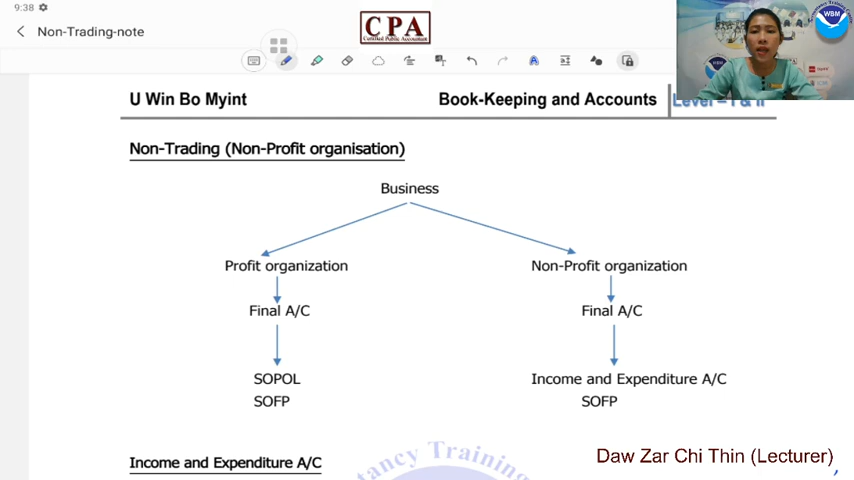 9:38
Non-Trading-note
CPA
Certified Public Accountant
WBM
U Win Bo Myint
Book-Keeping and Accounts
Level – I & II
Non-Trading (Non-Profit organisation)
Business
Profit organization
Non-Profit organization
Final A/C
Final A/C
SOPOL
Income and Expenditure A/C
SOFP
SOFP
Income and Expenditure A/C
Daw Zar Chi Thin (Lecturer)